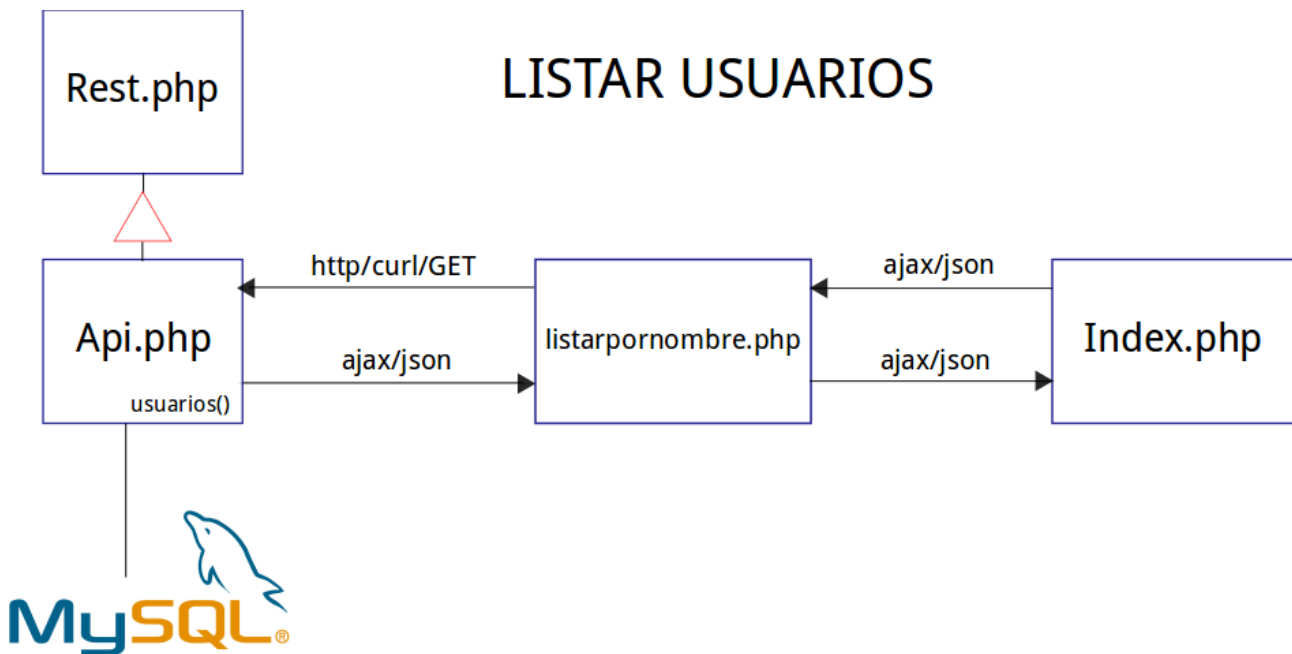 Rest.php
LISTAR USUARIOS
http/curl/GET
ajax/json
Api.php
listarpornombre.php
Index.php
ajax/json
ajax/json
usuarios()
MySQL®